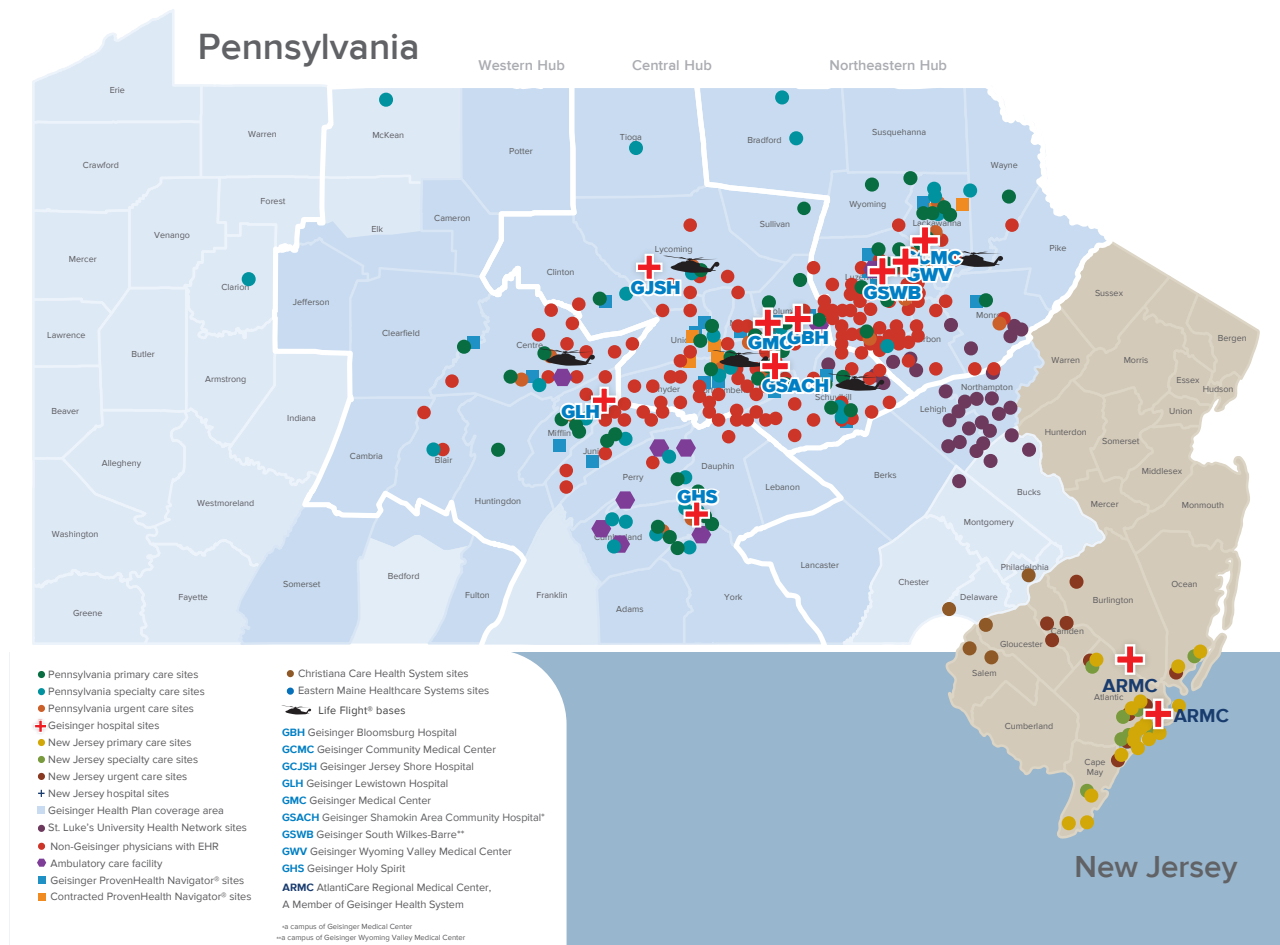 Pennsylvania
Western Hub
Central Hub
Northeastern Hub
Erie
Warren
McKean
Potter
Tioga
Bradford
Susquehanna
Wayne
Crawford
Forest
Elk
Cameron
Wyoming
Sullivan
Lackawanna
Pike
Venango
Mercer
Clarion
Clinton
Lycoming
GJSH
GCMC
GWV
GSWB
Jefferson
Sussex
Lawrence
Butler
Clearfield
Centre
GMC
GBH
GSACH
Bergen
Warren
Morris
Essex
Hudson
Armstrong
Northampton
Lehigh
Union
Beaver
Indiana
GLH
Mifflin
Hunterdon
Somerset
Cambria
Blair
Allegheny
Perry
Dauphin
Lebanon
Berks
Middlesex
Bucks
Westmoreland
Huntingdon
GHS
Mercer
Monmouth
Washington
Cumberland
Montgomery
Lancaster
Philadelphia
Bedford
Somerset
Fulton
Franklin
Adams
York
Chester
Delaware
Ocean
Burlington
Greene
Fayette
Camden
Gloucester
Salem
ARMC
Atlantic
ARMC
Cumberland
Cape
May
New Jersey
Pennsylvania primary care sites
Pennsylvania specialty care sites
Pennsylvania urgent care sites
Geisinger hospital sites
New Jersey primary care sites
New Jersey specialty care sites
New Jersey urgent care sites
New Jersey hospital sites
Geisinger Health Plan coverage area
St. Luke's University Health Network sites
Non-Geisinger physicians with EHR
Ambulatory care facility
Geisinger ProvenHealth Navigator® sites
Contracted ProvenHealth Navigator® sites
Christiana Care Health System sites
Eastern Maine Healthcare Systems sites
Life Flight® bases
GBH Geisinger Bloomsburg Hospital
GCMC Geisinger Community Medical Center
GCJSH Geisinger Jersey Shore Hospital
GLH Geisinger Lewistown Hospital
GMC Geisinger Medical Center
GSACH Geisinger Shamokin Area Community Hospital*
GSWB Geisinger South Wilkes-Barre**
GWV Geisinger Wyoming Valley Medical Center
GHS Geisinger Holy Spirit
ARMC AtlantiCare Regional Medical Center,
A Member of Geisinger Health System
*a campus of Geisinger Medical Center
**a campus of Geisinger Wyoming Valley Medical Center